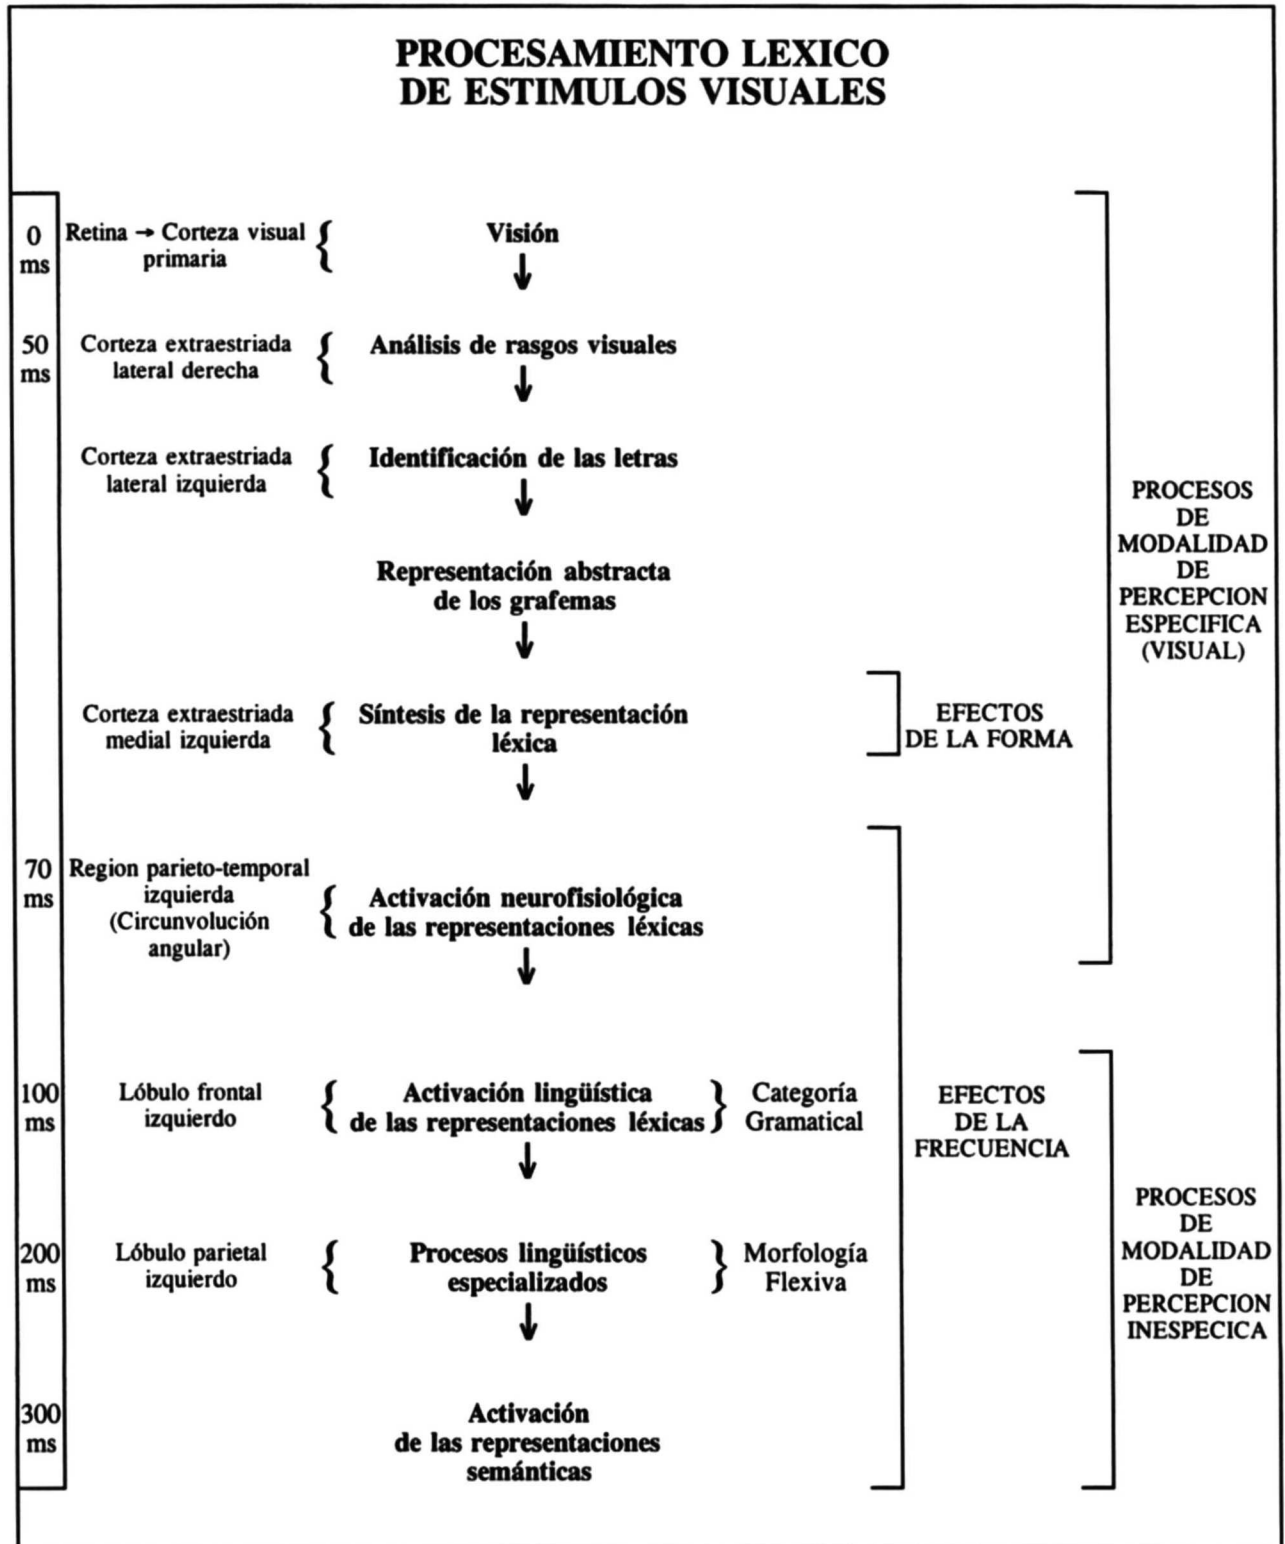 PROCESAMIENTO LEXICO
DE ESTIMULOS VISUALES
0
ms
Retina → Corteza visual
primaria
Visión
50
ms
Corteza extraestriada
lateral derecha
Análisis de rasgos visuales
Corteza extraestriada
lateral izquierda
Identificación de las letras
Representación abstracta
de los grafemas
PROCESOS
DE
MODALIDAD
DE
PERCEPCION
ESPECIFICA
(VISUAL)
Corteza extraestriada
medial izquierda
Síntesis de la representación
léxica
EFECTOS
DE LA FORMA
70
ms
Region parieto-temporal
izquierda
(Circunvolución
angular)
Activación neurofisiológica
de las representaciones léxicas
100
ms
Lóbulo frontal
izquierdo
Activación lingüística
de las representaciones léxicas
Categoría
Gramatical
EFECTOS
DE LA
FRECUENCIA
200
ms
Lóbulo parietal
izquierdo
Procesos lingüísticos
especializados
Morfología
Flexiva
PROCESOS
DE
MODALIDAD
DE
PERCEPCION
INESPECICA
300
ms
Activación
de las representaciones
semánticas